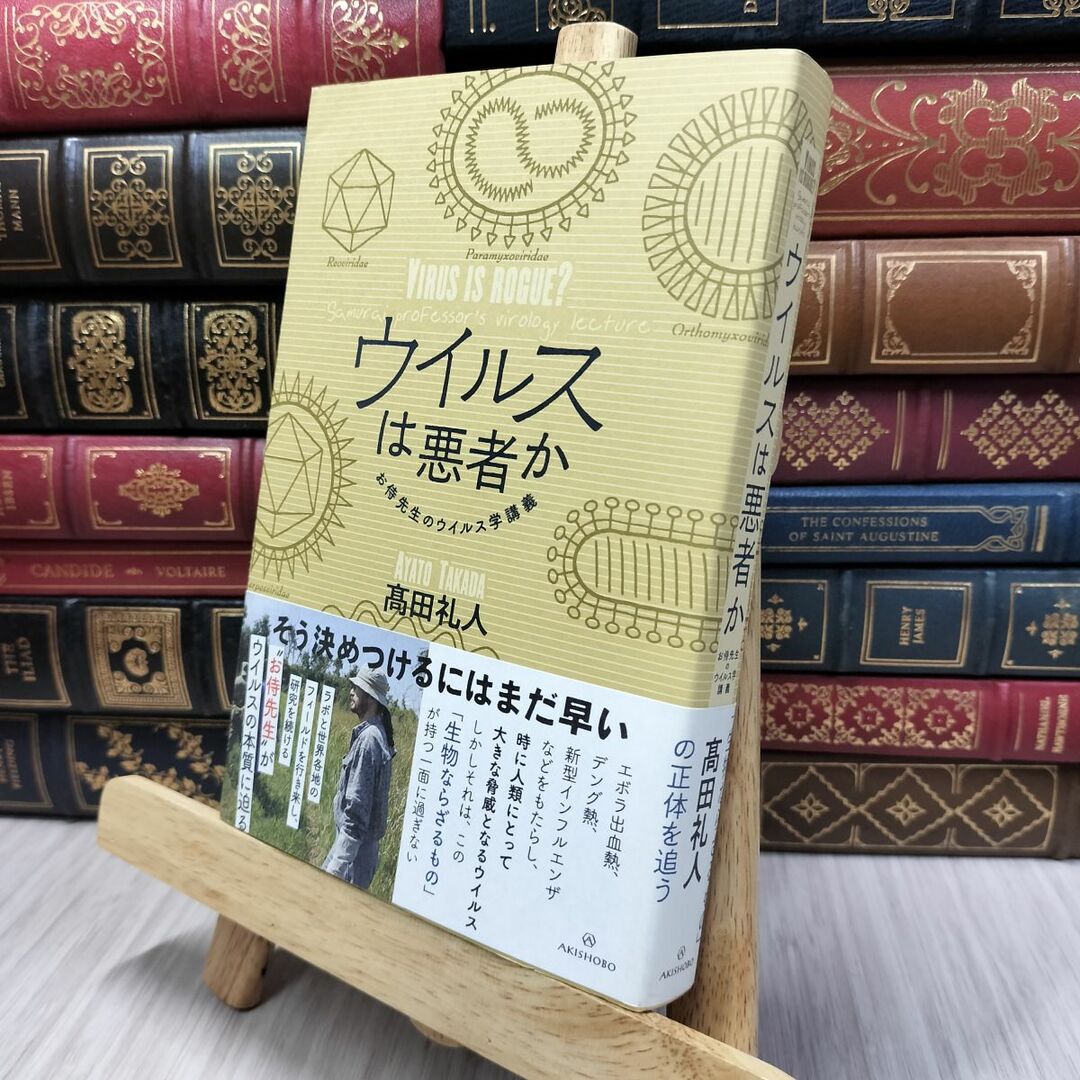 Reoviridae
Paramyxoviridae
Orthomyxovirid
VIRUS IS ROGUE?
Samurai professor's virology lecture
ウイルス
は悪者か
お侍先生のウイルス学講義
AYATO TAKADA
髙田礼人
erpesviridae
そう決めつけるにはまだ早い
エボラ出血熱、
デング熱、
新型インフルエンザ
などをもたらし、
時に人類にとって
大きな脅威となるウイルス
しかしそれは、この
「生物ならざるもの」
が持つ一面に過ぎない
ラボと世界各地の
フィールドを行き来し、
研究を続ける
"お侍先生"が
ウイルスの本質に迫る
AKISHOBO
ウイルスは悪者か
お侍先生
の
ウイルス学
講義
髙田礼人
の正体を追う
AKISHOBO
THOMAS
MANN
CANDIDE
VOLTAIRE
THE ILIAD
THE CONFESSIONS
OF SAINT AUGUSTINE
HENRY
JAMES
NATHANIEL
HAWTHORNE